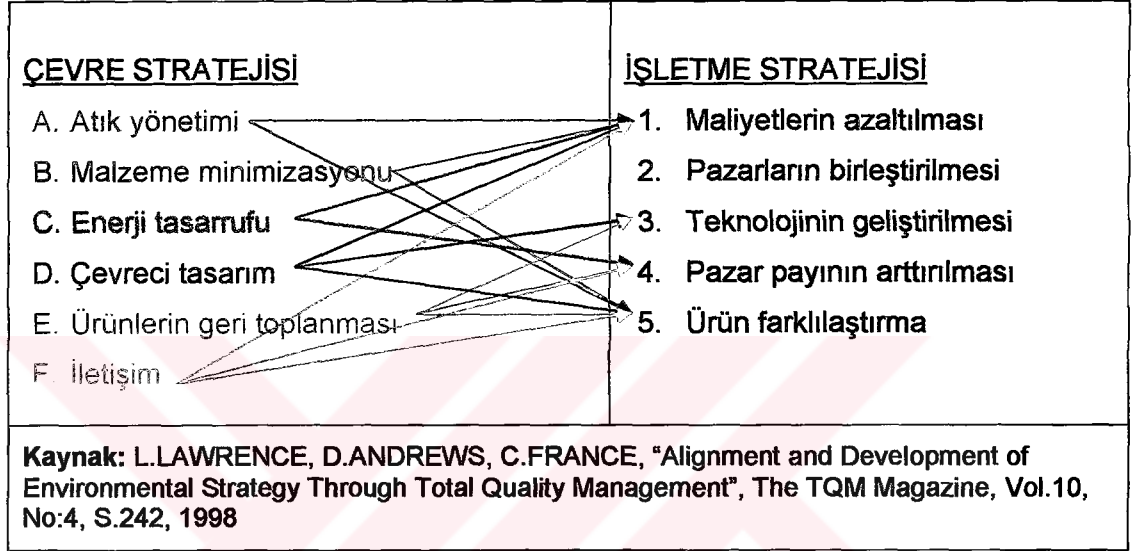 ÇEVRE STRATEJİSİ
A. Atık yönetimi
B. Malzeme minimizasyonu
C. Enerji tasarrufu
D. Çevreci tasarım
E. Ürünlerin geri toplanması
F. İletişim
İŞLETME STRATEJİSİ
1. Maliyetlerin azaltılması
2. Pazarların birleştirilmesi
3. Teknolojinin geliştirilmesi
4. Pazar payının arttırılması
5. Ürün farklılaştırma
Kaynak: L.LAWRENCE, D.ANDREWS, C.FRANCE, "Alignment and Development of
Environmental Strategy Through Total Quality Management", The TQM Magazine, Vol.10,
No:4, S.242, 1998